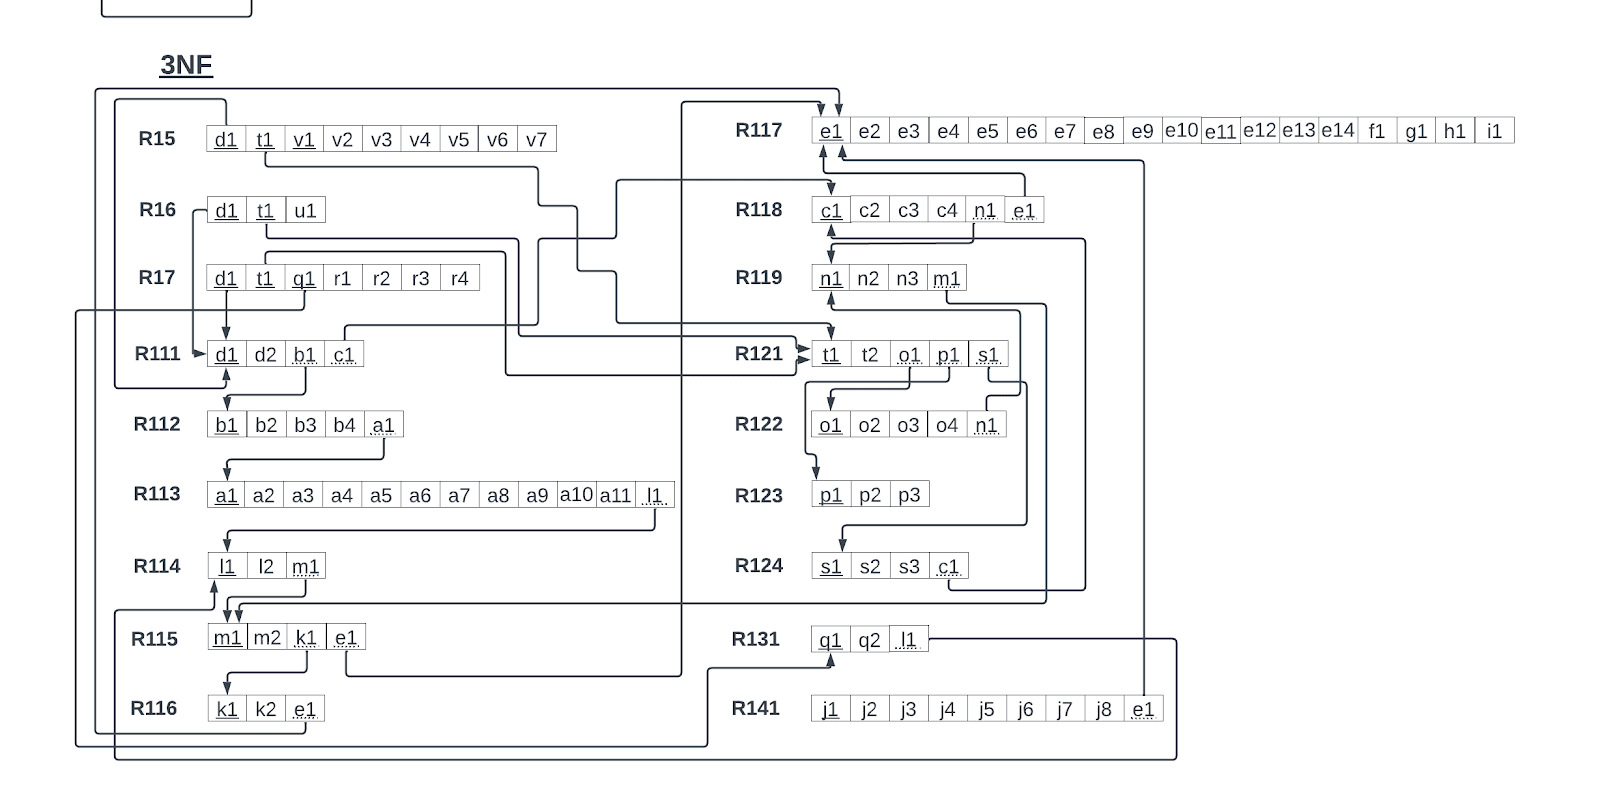 3NF
R15 d1 t1 v1 v2 v3 v4 v5 v6 v7
R16 d1 t1 u1
R17 d1 t1 q1 r1 r2 r3 r4
R111 d1 d2 b1 c1
R112 b1 b2 b3 b4 a1
R113 a1 a2 a3 a4 a5 a6 a7 a8 a9 a10 a11 l1
R114 l1 l2 m1
R115 m1 m2 k1 e1
R116 k1 k2 e1
R117 e1 e2 e3 e4 e5 e6 e7 e8 e9 e10 e11 e12 e13 e14 f1 g1 h1 i1
R118 c1 c2 c3 c4 n1 e1
R119 n1 n2 n3 m1
R121 t1 t2 o1 p1 s1
R122 o1 o2 o3 o4 n1
R123 p1 p2 p3
R124 s1 s2 s3 c1
R131 q1 q2 l1
R141 j1 j2 j3 j4 j5 j6 j7 j8 e1